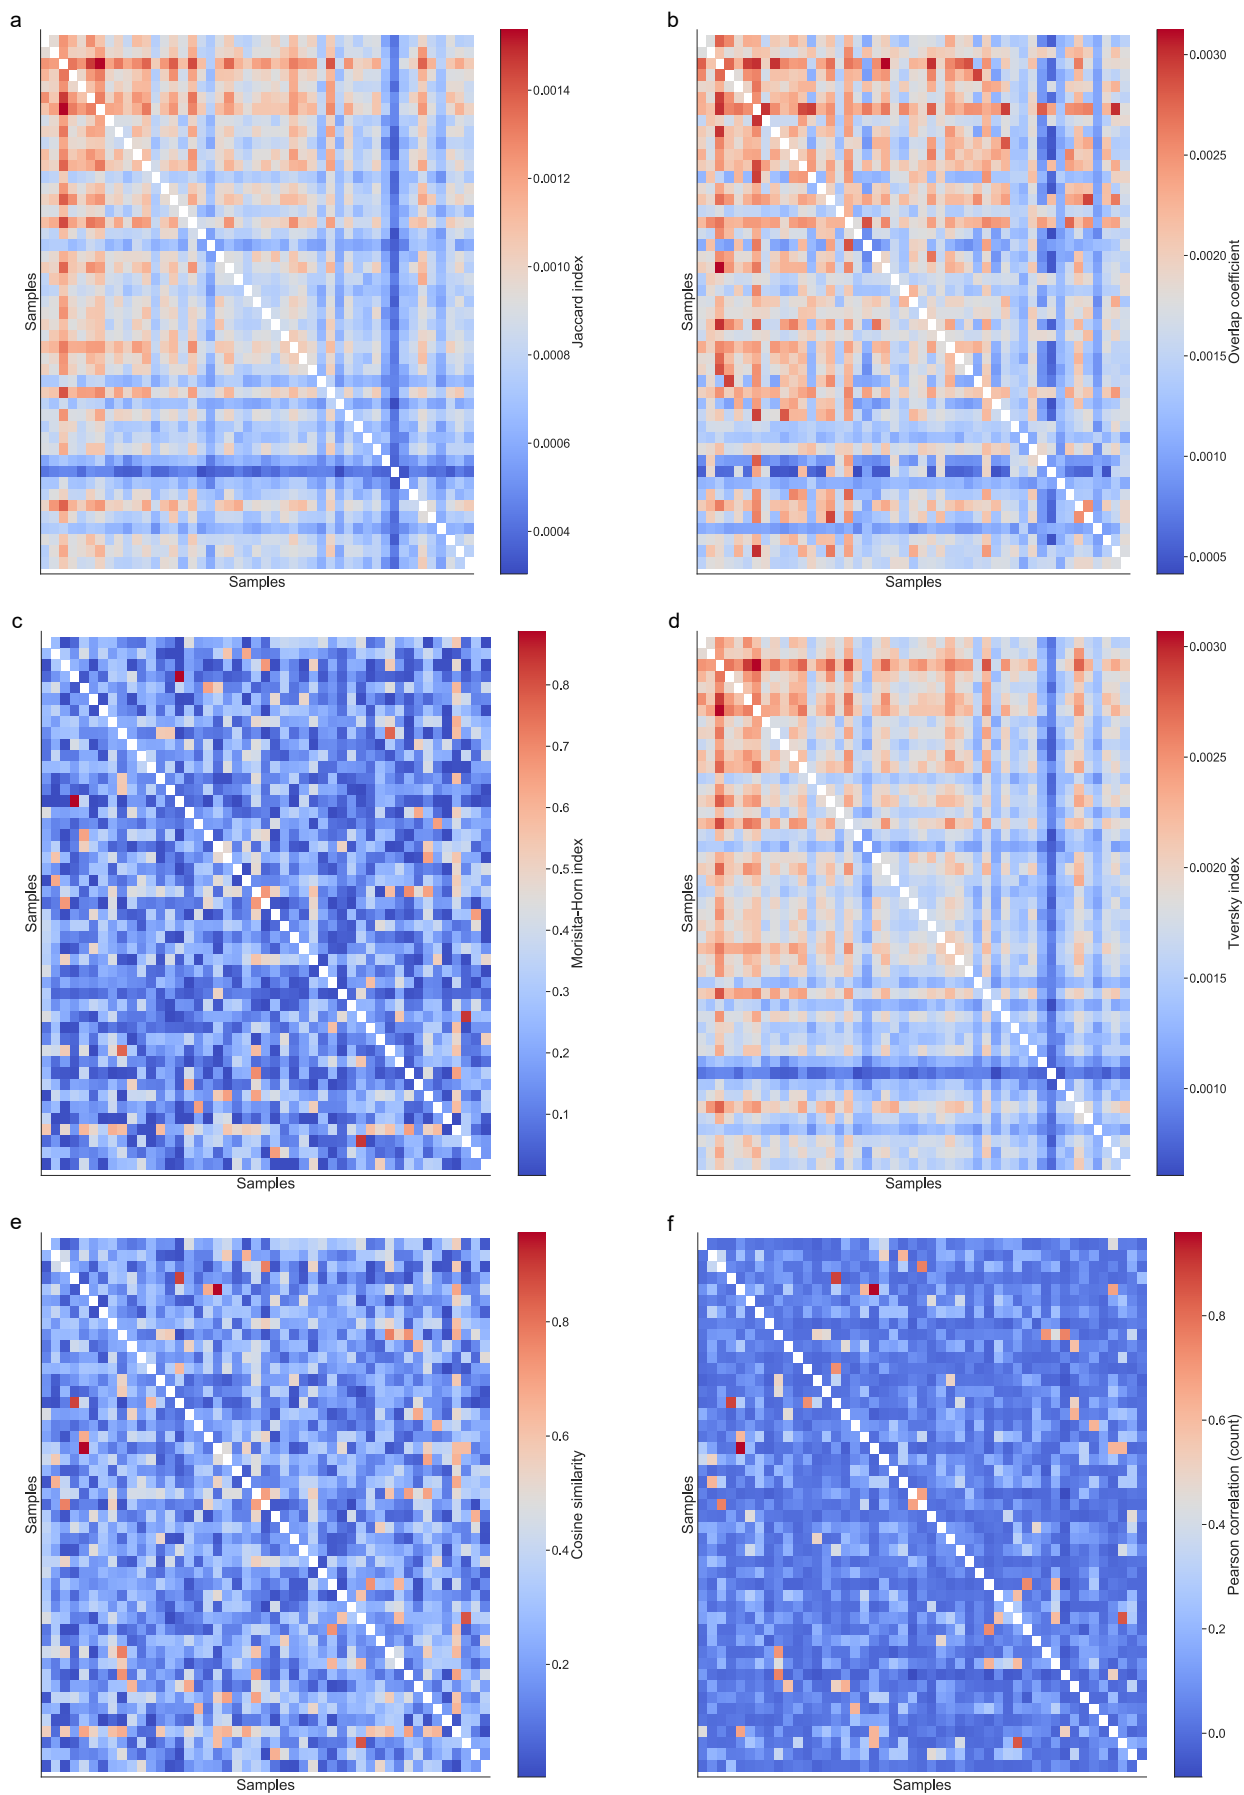 a
Samples
Samples
0.0014
0.0012
0.0010
0.0008
0.0006
0.0004
Jaccard index
b
Samples
Samples
0.0030
0.0025
0.0020
0.0015
0.0010
0.0005
Overlap coefficient
c
Samples
Samples
0.8
0.7
0.6
0.5
0.4
0.3
0.2
0.1
Morisita-Horn index
d
Samples
Samples
0.0030
0.0025
0.0020
0.0015
0.0010
Tversky index
e
Samples
Samples
0.8
0.6
0.4
0.2
Cosine similarity
f
Samples
Samples
0.8
0.6
0.4
0.2
0.0
Pearson correlation (count)